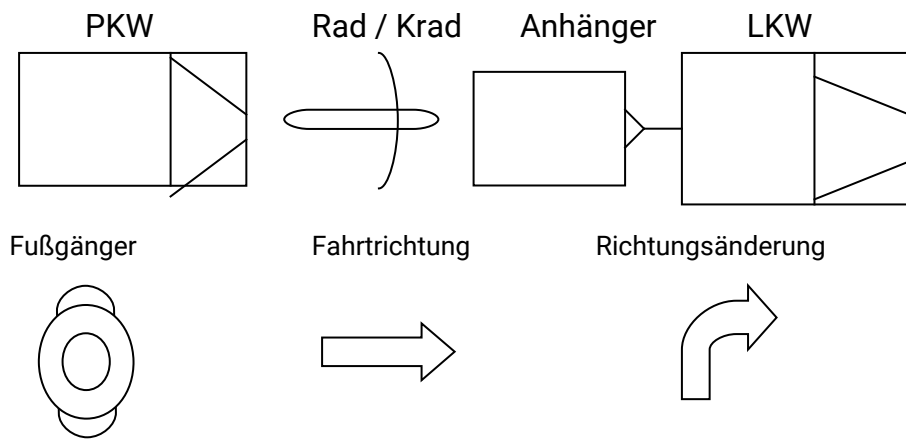 PKW Rad / Krad Anhänger LKW
Fußgänger Fahrtrichtung Richtungsänderung